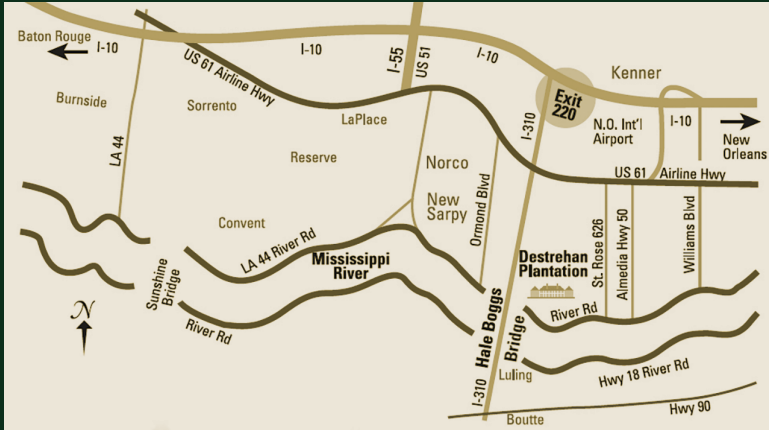 Baton Rouge
I-10
I-10
I-55
US 51
I-10
Kenner
US 61 Airline Hwy
Exit
220
Burnside
Sorrento
LaPlace
I-310
N.O. Int'l
Airport
I-10
New
Orleans
LA 44
Reserve
Norco
US 61
Airline Hwy
New
Sarpy
Ormond Blvd
Convent
LA 44 River Rd
Mississippi
River
Destrehan
Plantation
St. Rose 626
Almedia Hwy 50
Williams Blvd
Sunshine
Bridge
N
River Rd
River Rd
Hale Boggs
Bridge
Luling
Hwy 18 River Rd
I-310
Boutte
Hwy 90